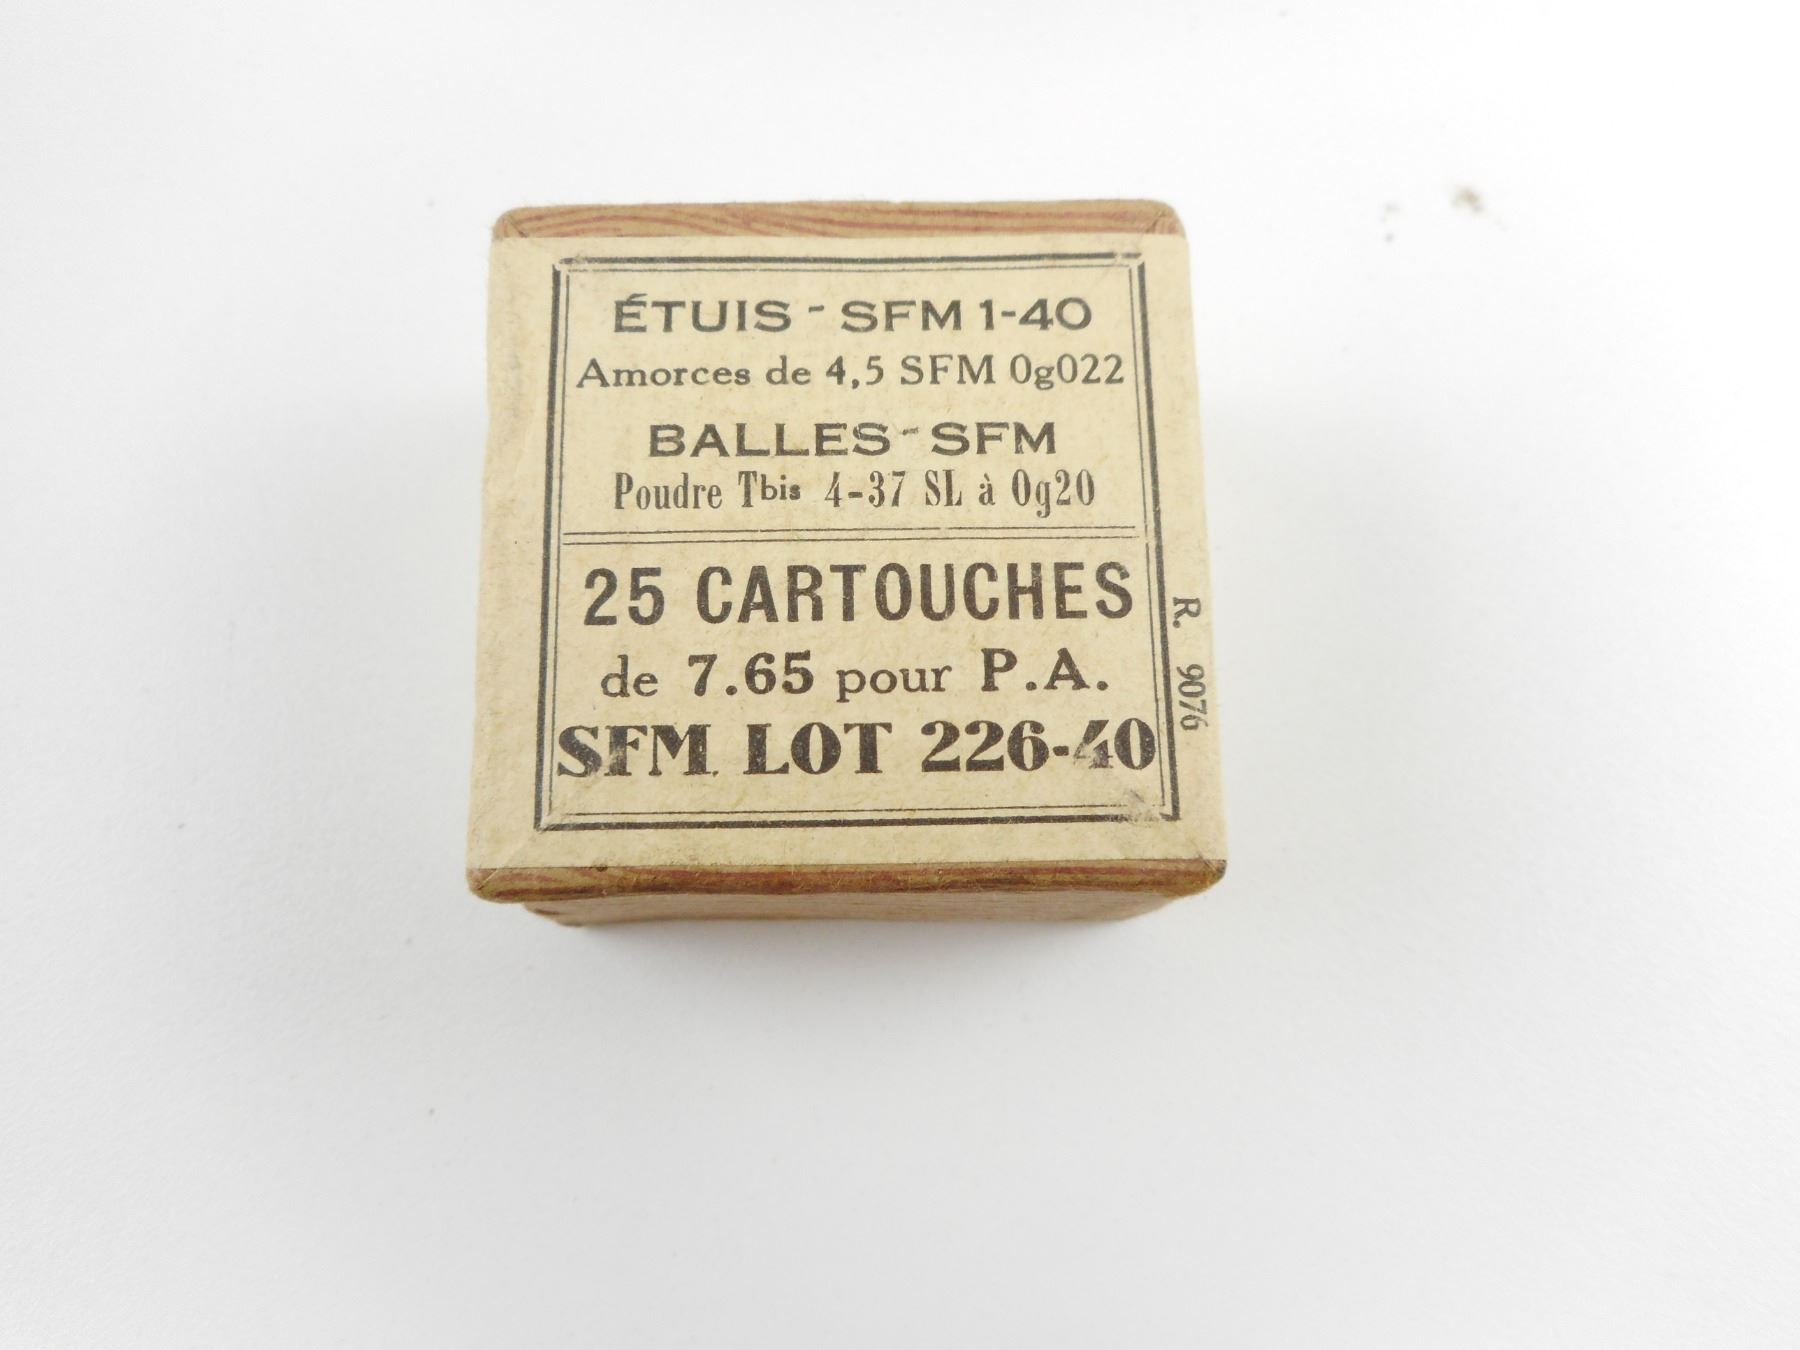 ÉTUIS - SFM 1-40
Amorces de 4,5 SFM 0g022
BALLES - SFM
Poudre Tbis 4-37 SL à 0g20
25 CARTOUCHES
de 7.65 pour P.A.
SFM LOT 226-40
R. 9076